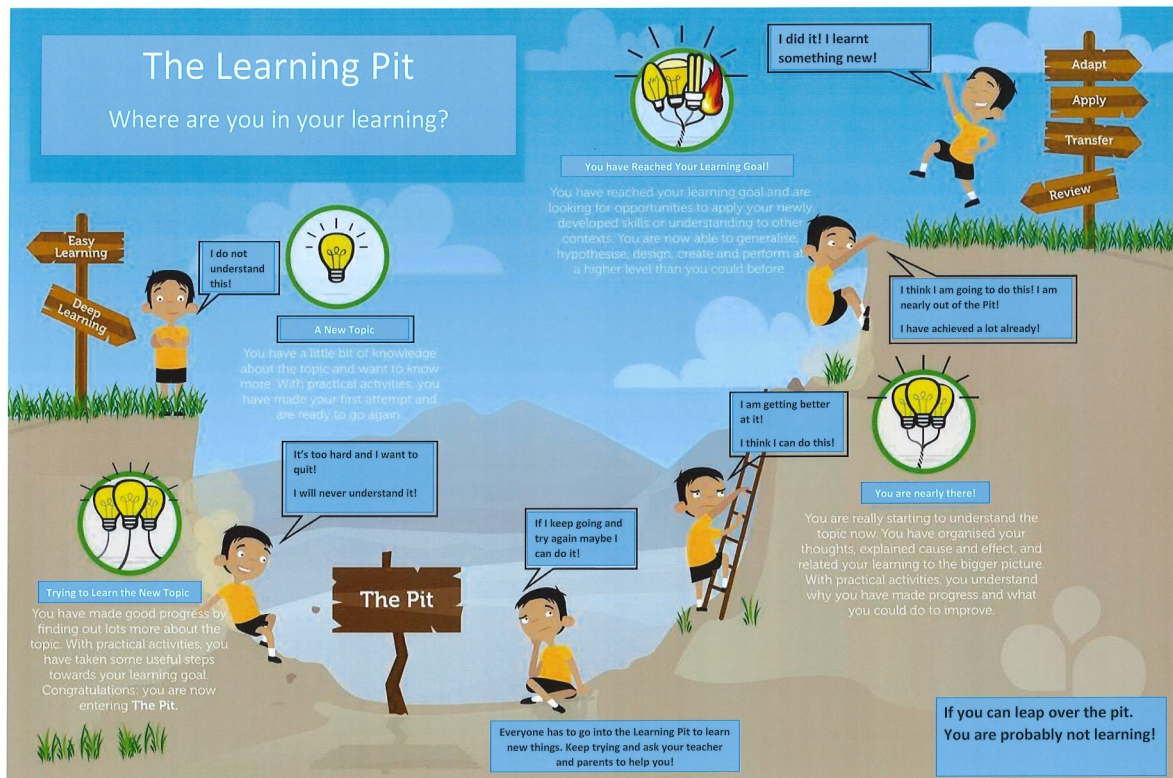 The Learning Pit
Where are you in your learning?
Easy
Learning
Deep
Learning
I do not
understand
this!
A New Topic
You have a little bit of knowledge
about the topic and want to know
more. With practical activities, you
have made your first attempt and
are ready to go again.
Trying to Learn the New Topic
You have made good progress by
finding out lots more about the
topic. With practical activities, you
have taken some useful steps
towards your learning goal.
Congratulations: you are now
entering The Pit.
It's too hard and I want to
quit!
I will never understand it!
The Pit
If I keep going and
try again maybe I
can do it!
Everyone has to go into the Learning Pit to learn
new things. Keep trying and ask your teacher
and parents to help you!
I am getting better
at it!
I think I can do this!
You are nearly there!
You are really starting to understand the
topic now. You have organised your
thoughts, explained cause and effect, and
related your learning to the bigger picture.
With practical activities, you understand
why you have made progress and what
you could do to improve.
I think I am going to do this! I am
nearly out of the Pit!
I have achieved a lot already!
You have Reached Your Learning Goal!
You have reached your learning goal and are
looking for opportunities to apply your newly
developed skills or understanding to other
contexts. You are now able to generalise,
hypothesise, design, create and perform at
a higher level than you could before.
I did it! I learnt
something new!
Adapt
Apply
Transfer
Review
If you can leap over the pit.
You are probably not learning!